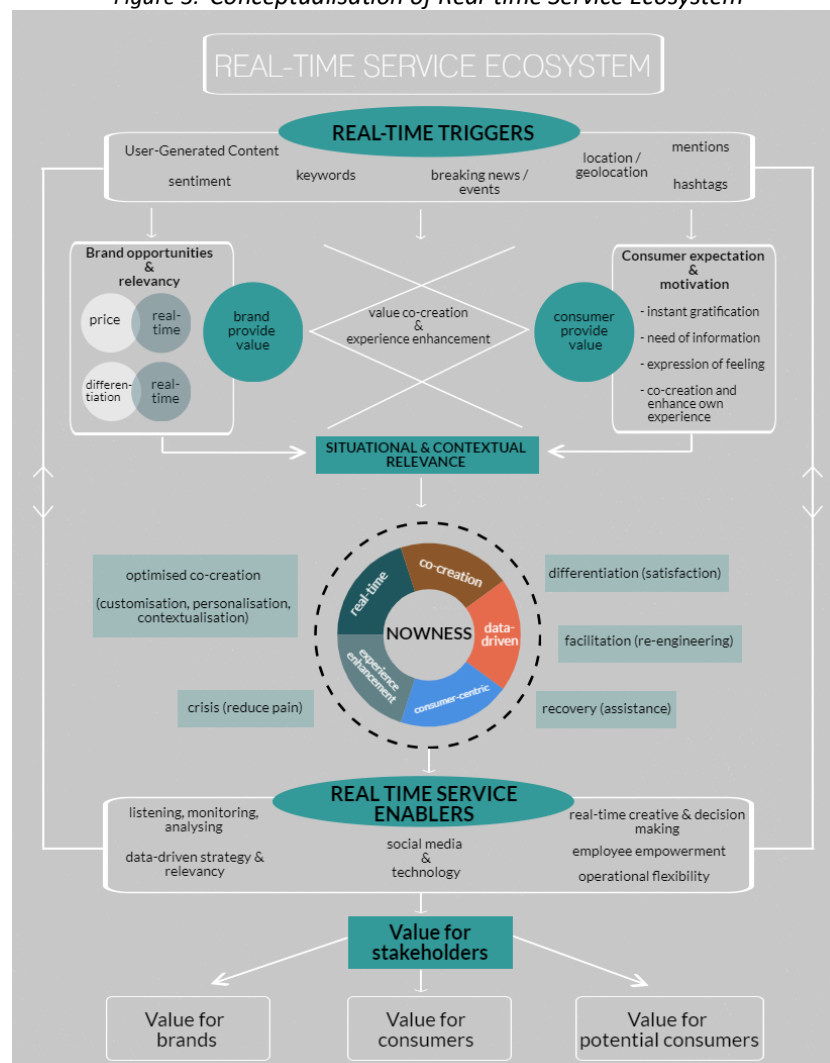 Figure 3: Conceptualisation of Real-time Service Ecosystem
REAL-TIME SERVICE ECOSYSTEM
REAL-TIME TRIGGERS
User-Generated Content
sentiment
keywords
breaking news /
events
location /
geolocation
mentions
hashtags
Brand opportunities
&
relevancy
price
real-
time
differen-
tiation
real-
time
brand
provide
value
value co-creation
&
experience enhancement
consumer
provide
value
Consumer expectation
&
motivation
- instant gratification
- need of information
- expression of feeling
- co-creation and
enhance own
experience
SITUATIONAL & CONTEXTUAL
RELEVANCE
optimised co-creation
(customisation, personalisation,
contextualisation)
crisis (reduce pain)
real-time
co-creation
data-
driven
consumer-centric
experience
enhancement
NOWNESS
differentiation (satisfaction)
facilitation (re-engineering)
recovery (assistance)
REAL TIME SERVICE
ENABLERS
listening, monitoring,
analysing
data-driven strategy &
relevancy
social media
&
technology
real-time creative & decision
making
employee empowerment
operational flexibility
Value for
stakeholders
Value for
brands
Value for
consumers
Value for
potential consumers